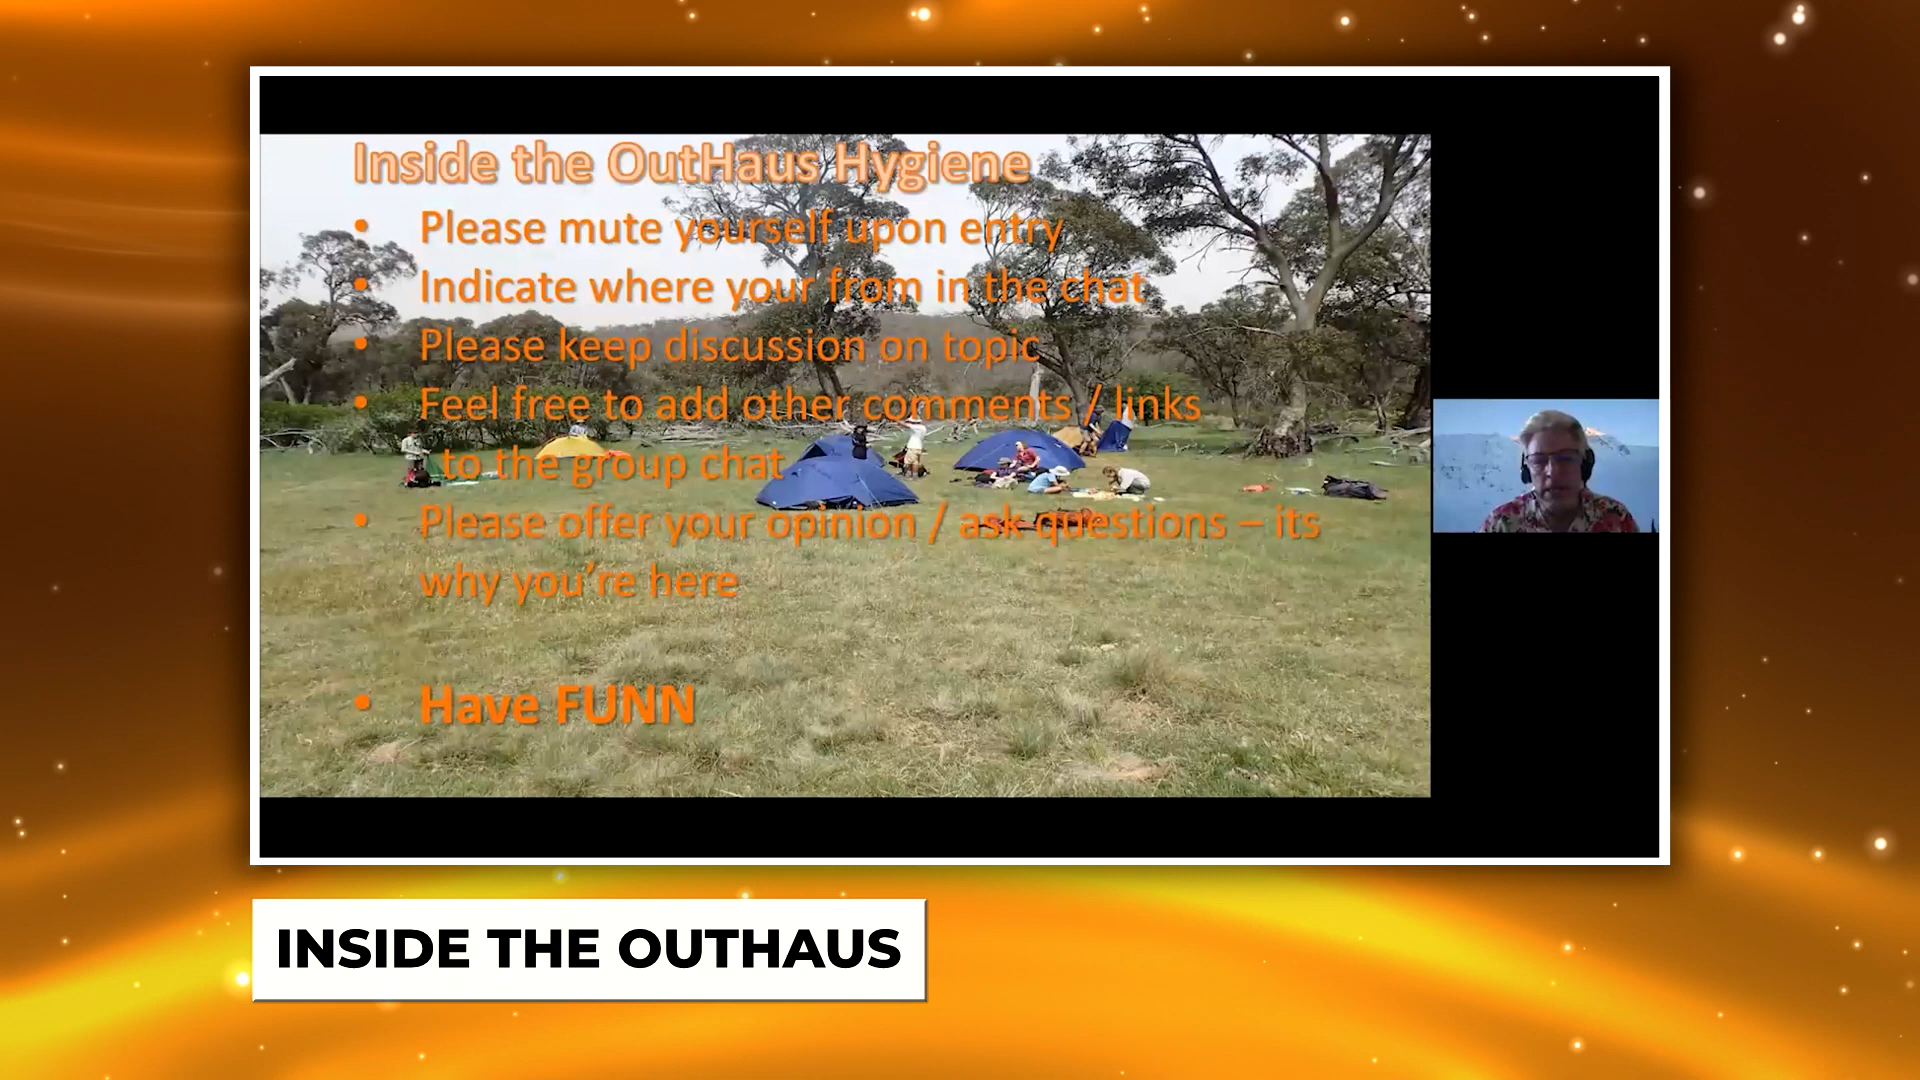 Inside the OutHaus Hygiene
• Please mute yourself upon entry
• Indicate where your from in the chat
• Please keep discussion on topic
• Feel free to add other comments / links
to the group chat
• Please offer your opinion / ask questions – its
why you're here
• Have FUNN
INSIDE THE OUTHAUS